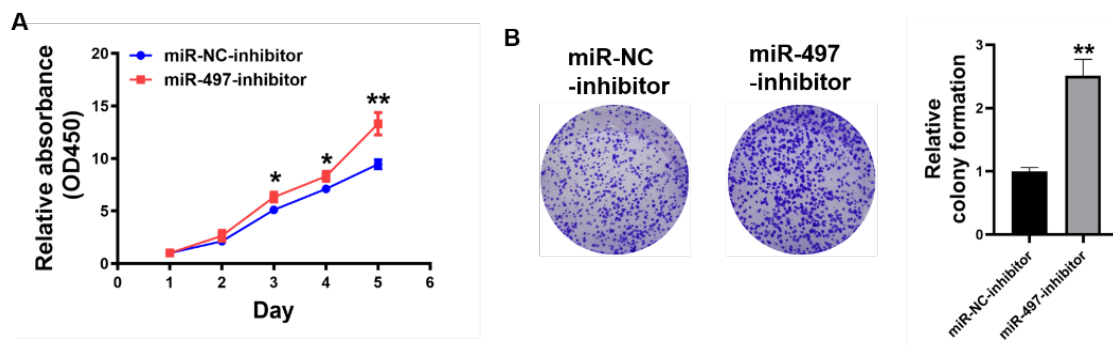 A
Relative absorbance
(OD450)
20
15
10
5
0
miR-NC-inhibitor
miR-497-inhibitor
*
*
**
0 1 2 3 4 5 6
Day
B
miR-NC
-inhibitor
miR-497
-inhibitor
Relative
colony formation
3
2
1
0
**
miR-NC-inhibitor
miR-497-inhibitor